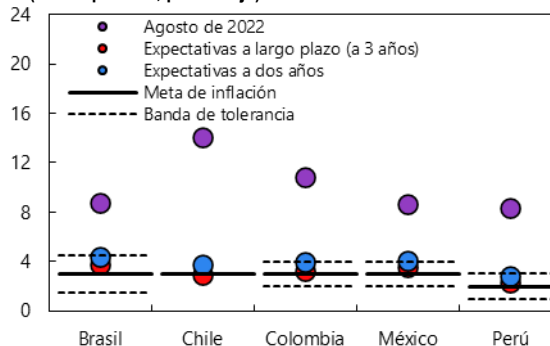 24
20
16
12
8
4
0
Agosto de 2022
Expectativas a largo plazo (a 3 años)
Expectativas a dos años
Meta de inflación
Banda de tolerancia
Brasil Chile Colombia México Perú